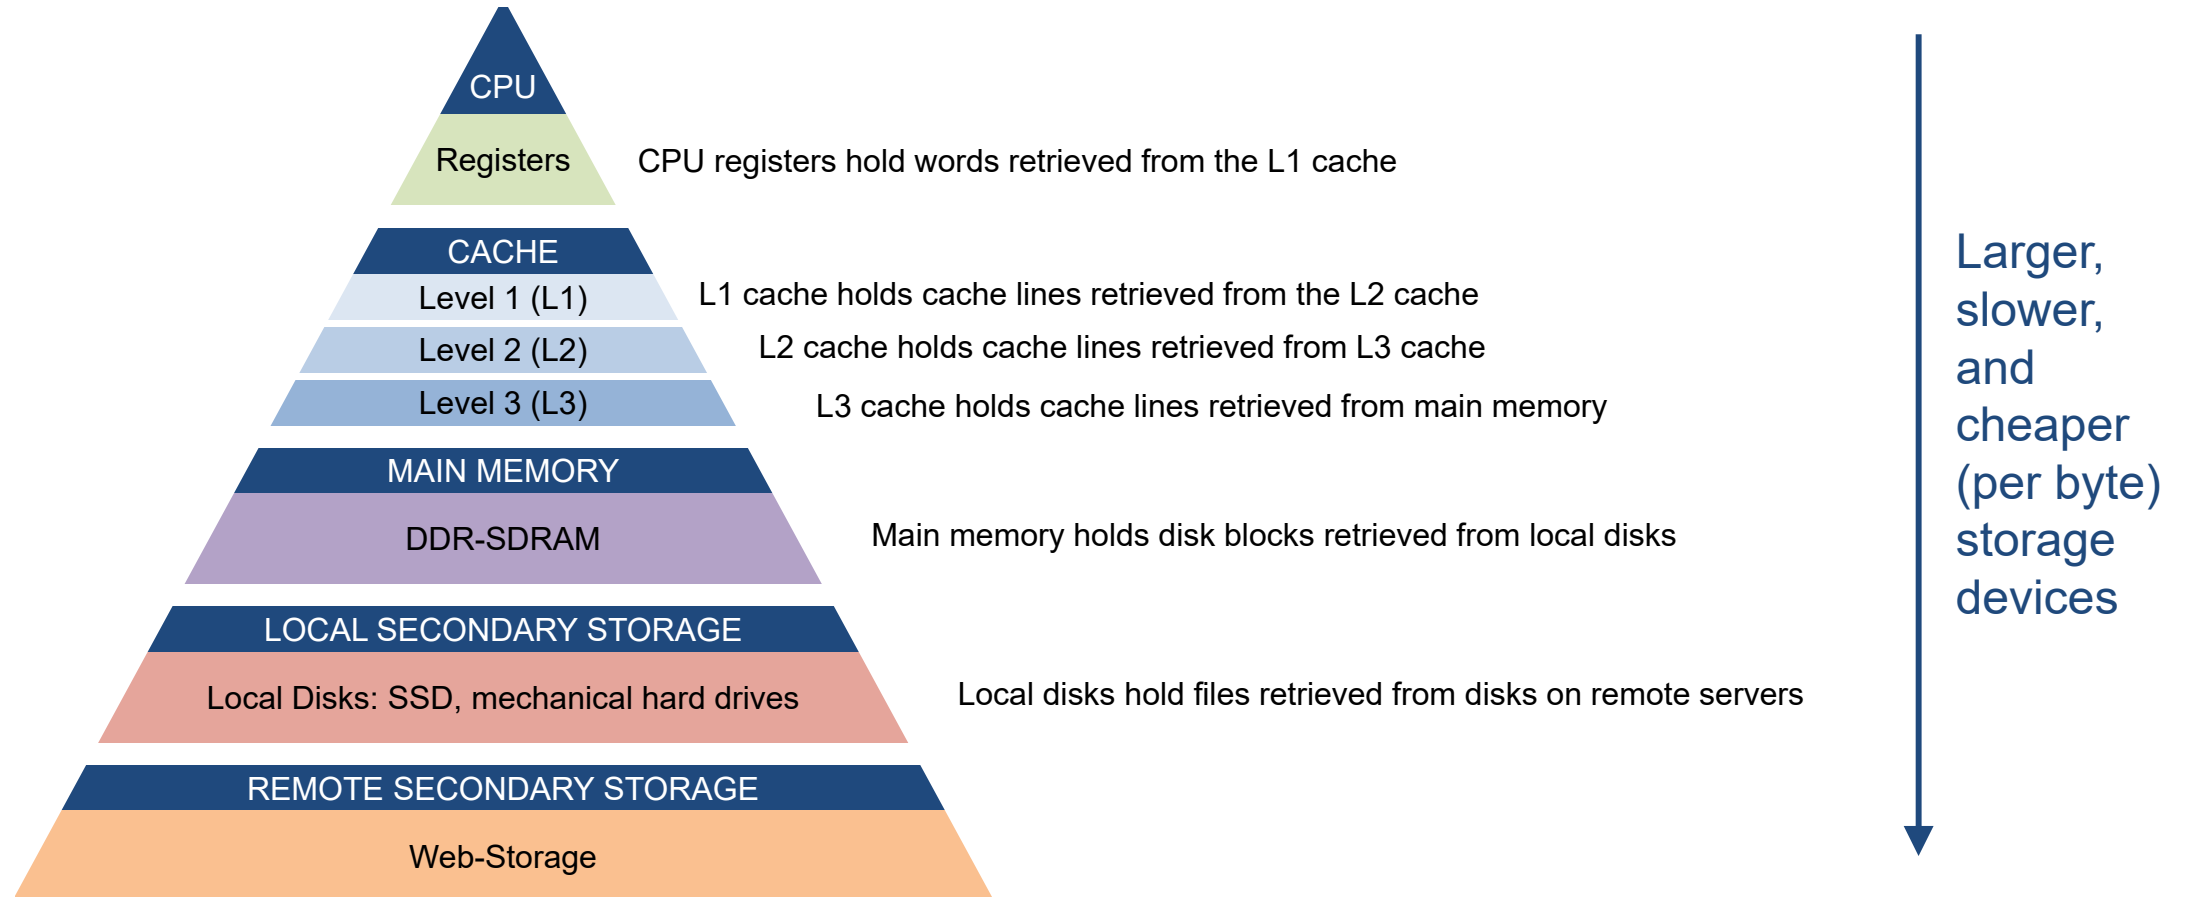 CPU
Registers
CPU registers hold words retrieved from the L1 cache
CACHE
Level 1 (L1)
L1 cache holds cache lines retrieved from the L2 cache
Level 2 (L2)
L2 cache holds cache lines retrieved from L3 cache
Level 3 (L3)
L3 cache holds cache lines retrieved from main memory
MAIN MEMORY
DDR-SDRAM
Main memory holds disk blocks retrieved from local disks
LOCAL SECONDARY STORAGE
Local Disks: SSD, mechanical hard drives
Local disks hold files retrieved from disks on remote servers
REMOTE SECONDARY STORAGE
Web-Storage
Larger,
slower,
and
cheaper
(per byte)
storage
devices